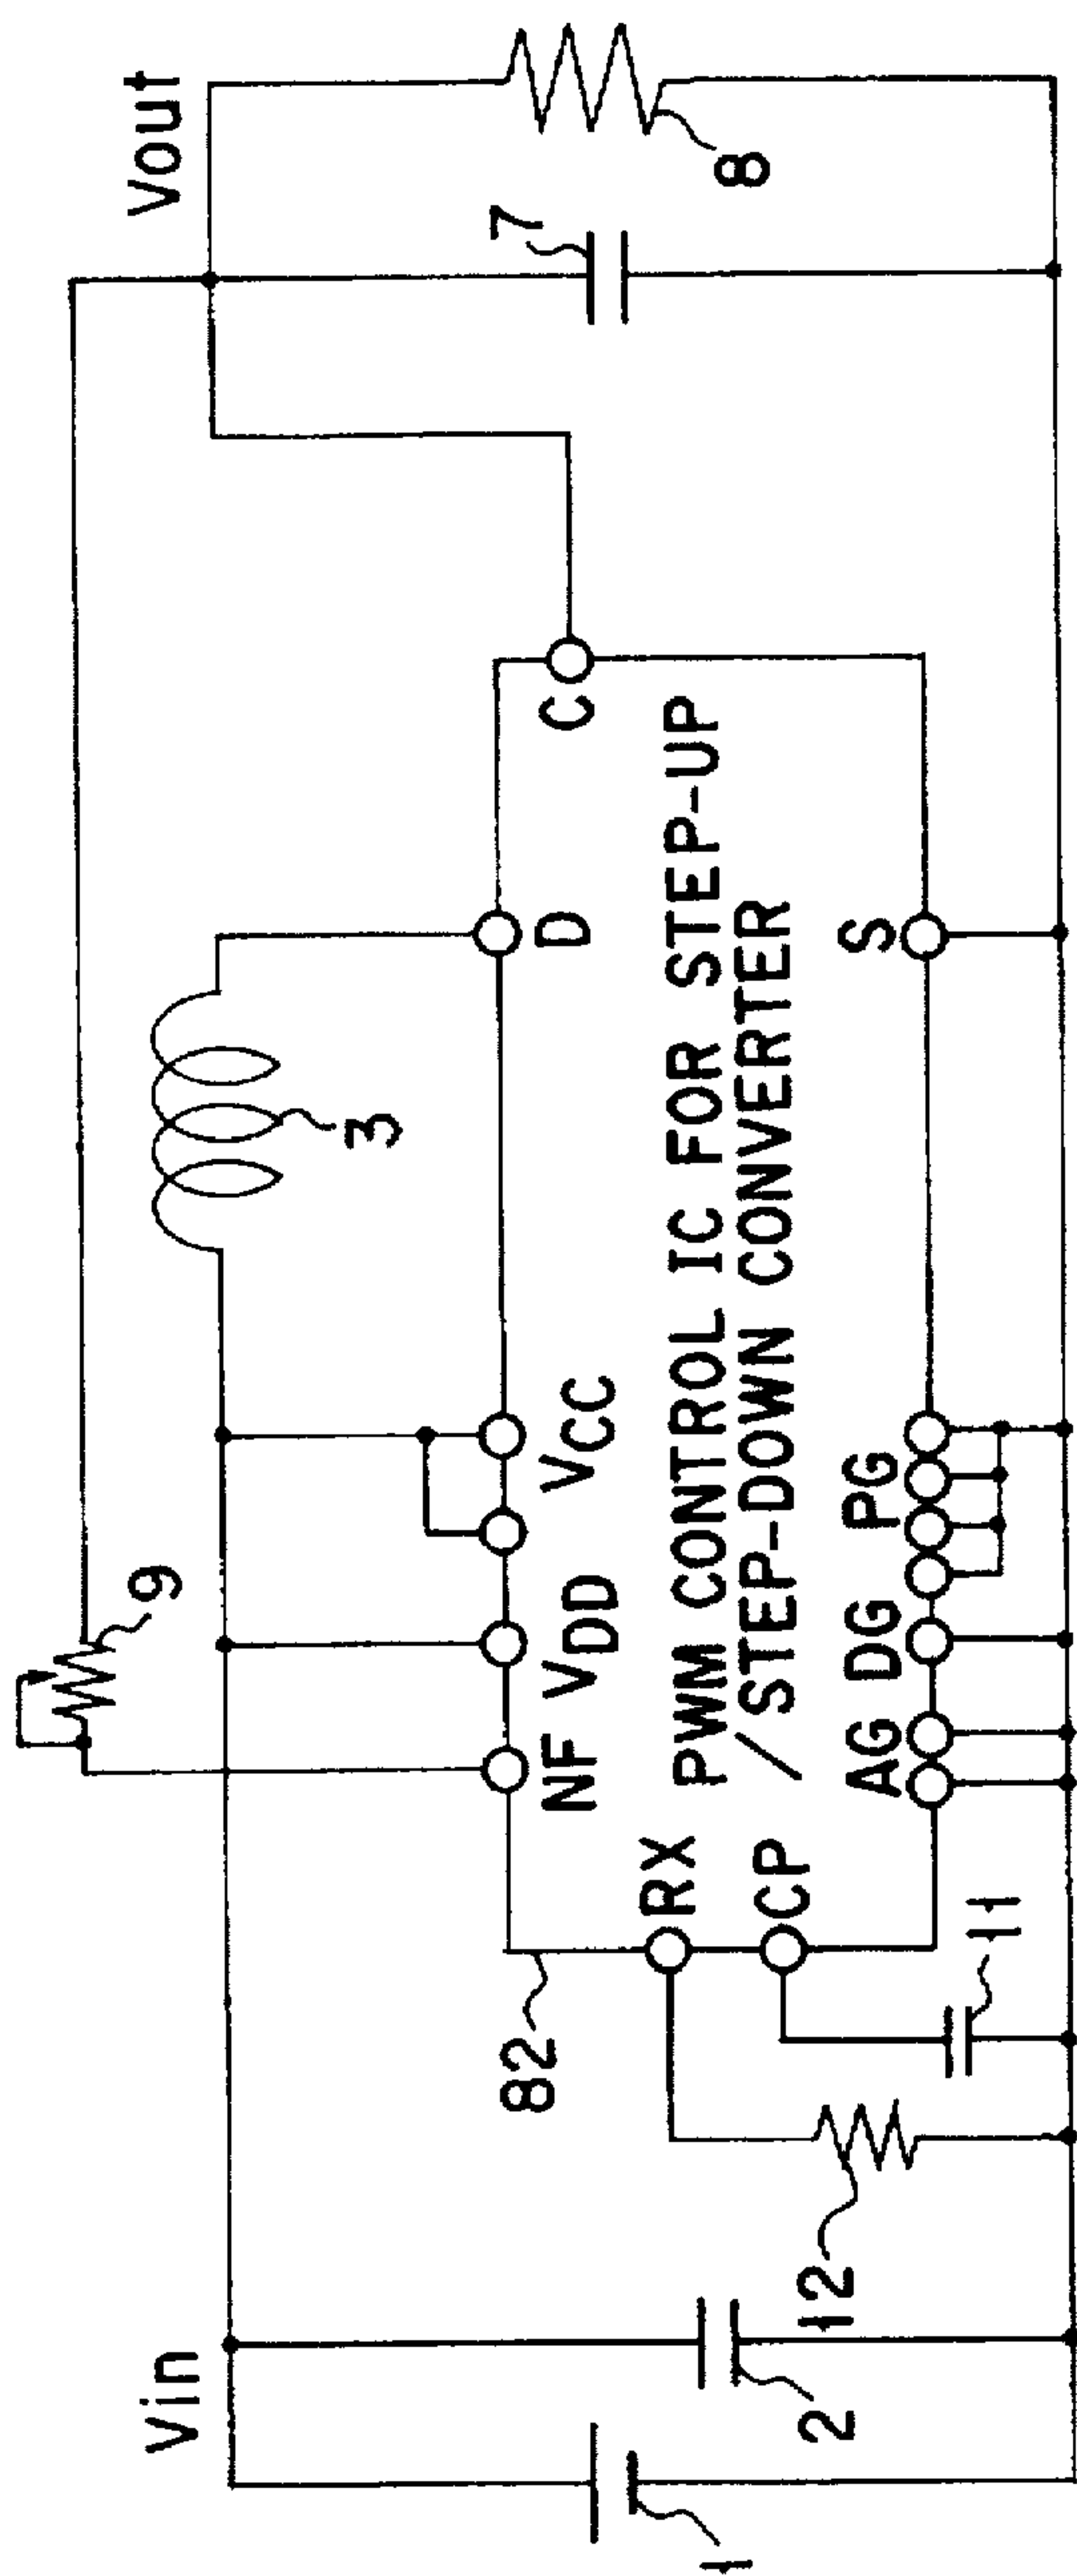 Vin
Vout
9
3
7
8
NF
VDD
VCC
D
C
82
RX
CP
PWM CONTROL IC FOR STEP-UP
/STEP-DOWN CONVERTER
AG
DG
PG
S
1
2
12
11